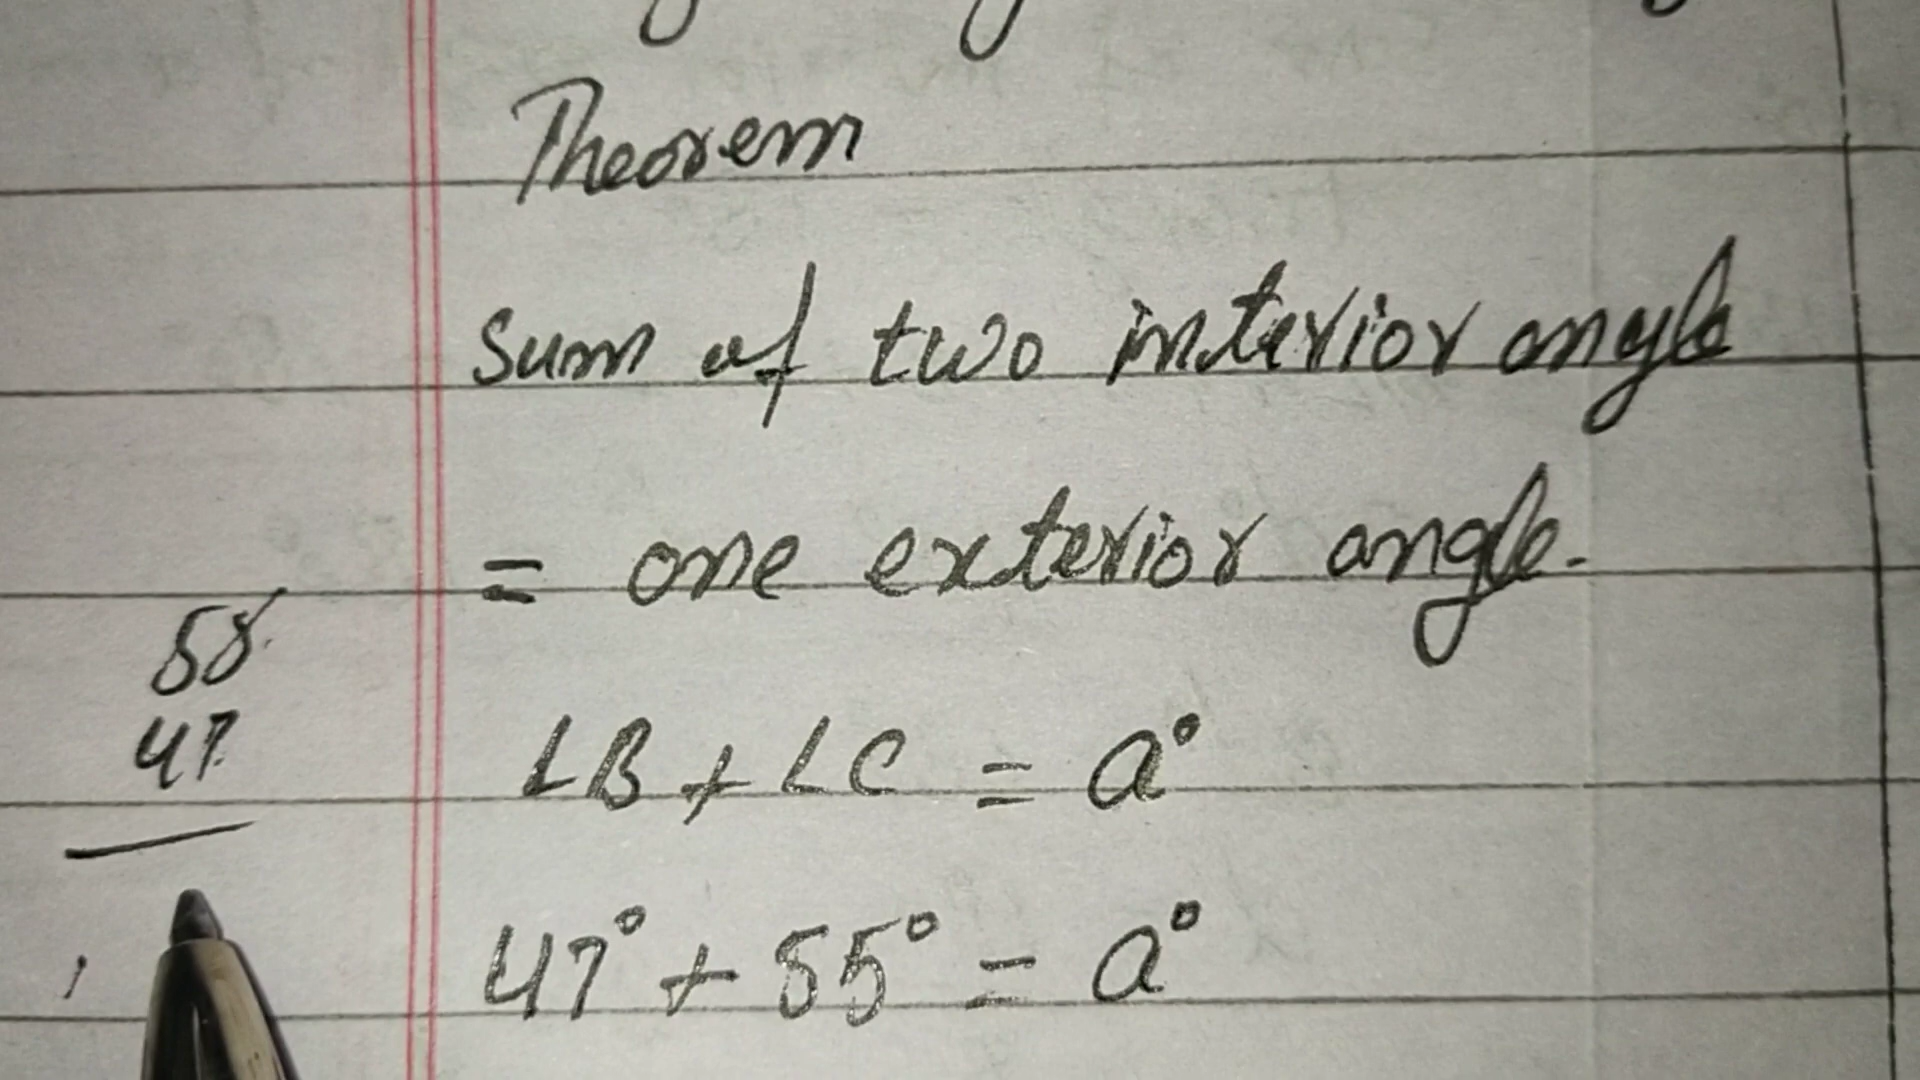 Theorem
Sum of two interior angle
= one exterior angle.
55
47
∠B + ∠C = a°
47° + 55° = a°